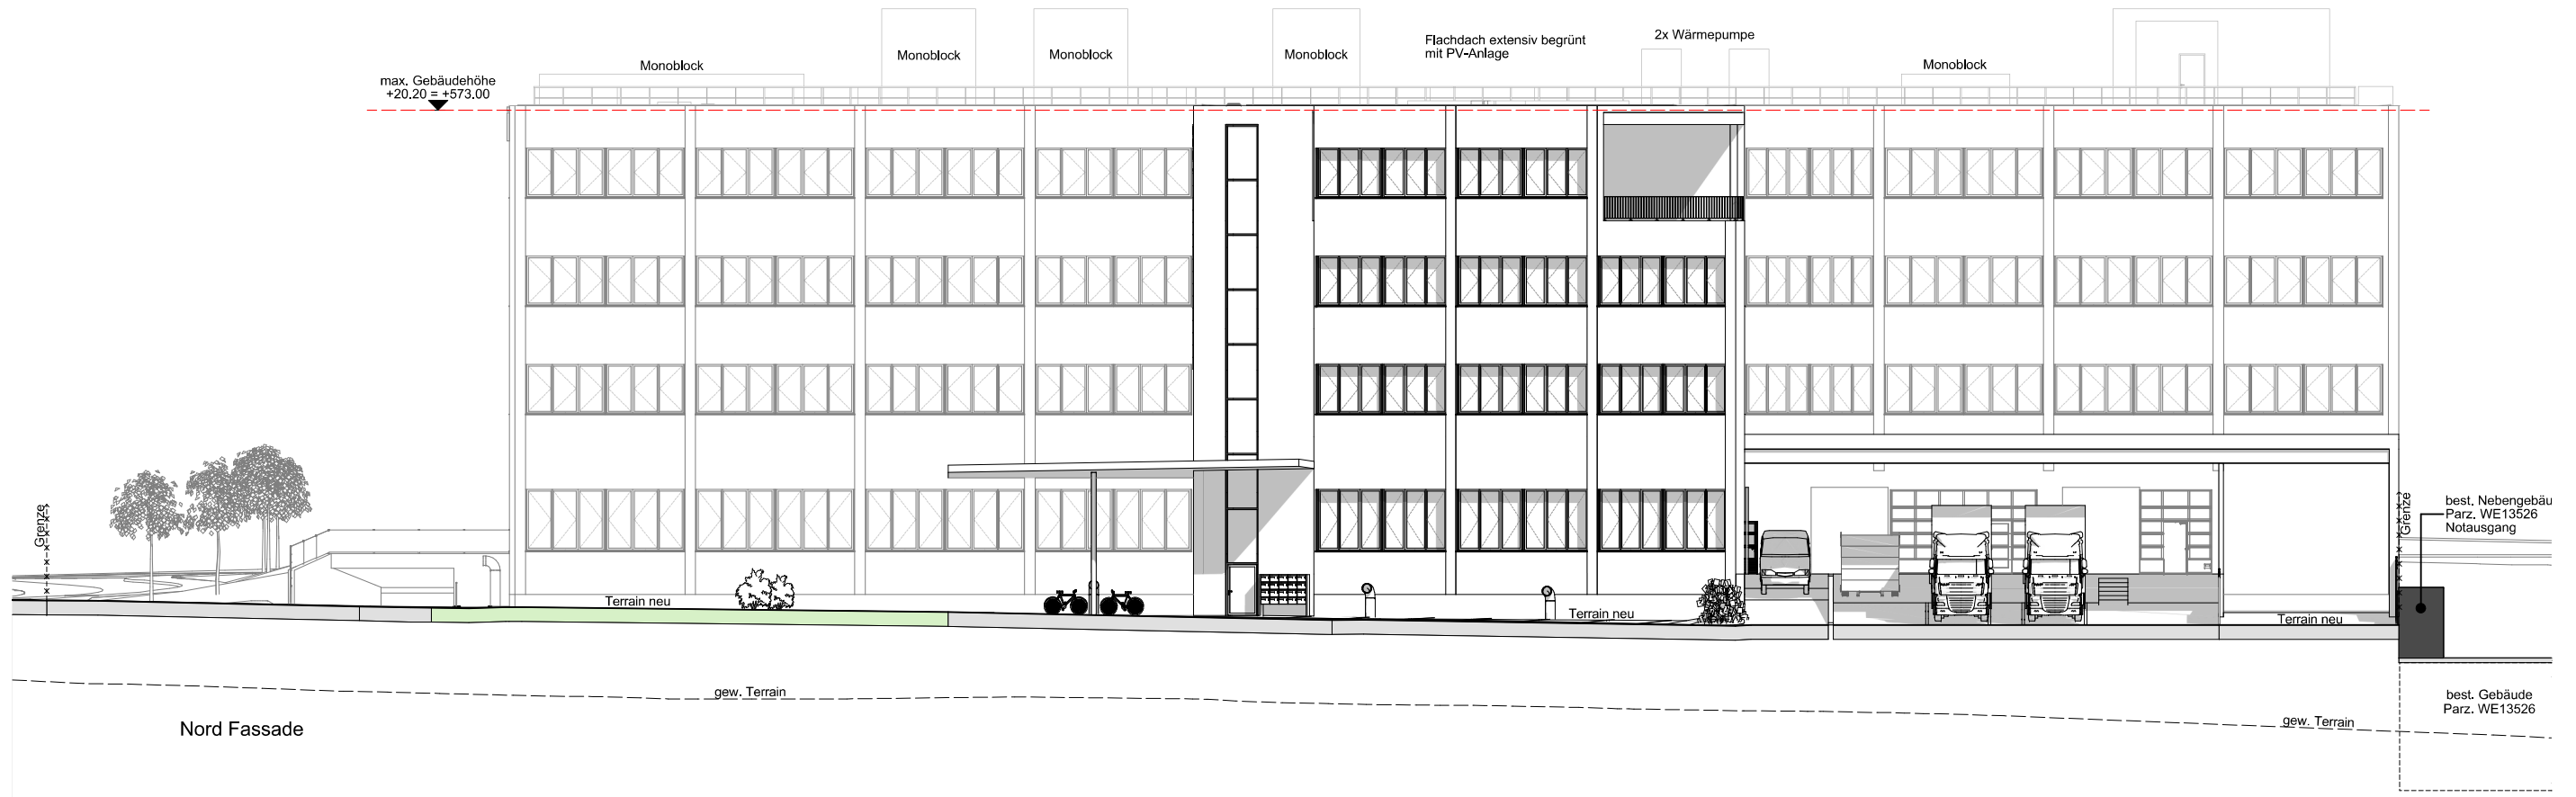 Monoblock
Monoblock
Monoblock
Monoblock
Flachdach extensiv begrünt
mit PV-Anlage
2x Wärmepumpe
Monoblock
max. Gebäudehöhe
+20.20 = +573.00
Grenze
Grenze
best. Nebengebäu
Parz. WE13526
Notausgang
Terrain neu
Terrain neu
Terrain neu
gew. Terrain
gew. Terrain
best. Gebäude
Parz. WE13526
Nord Fassade